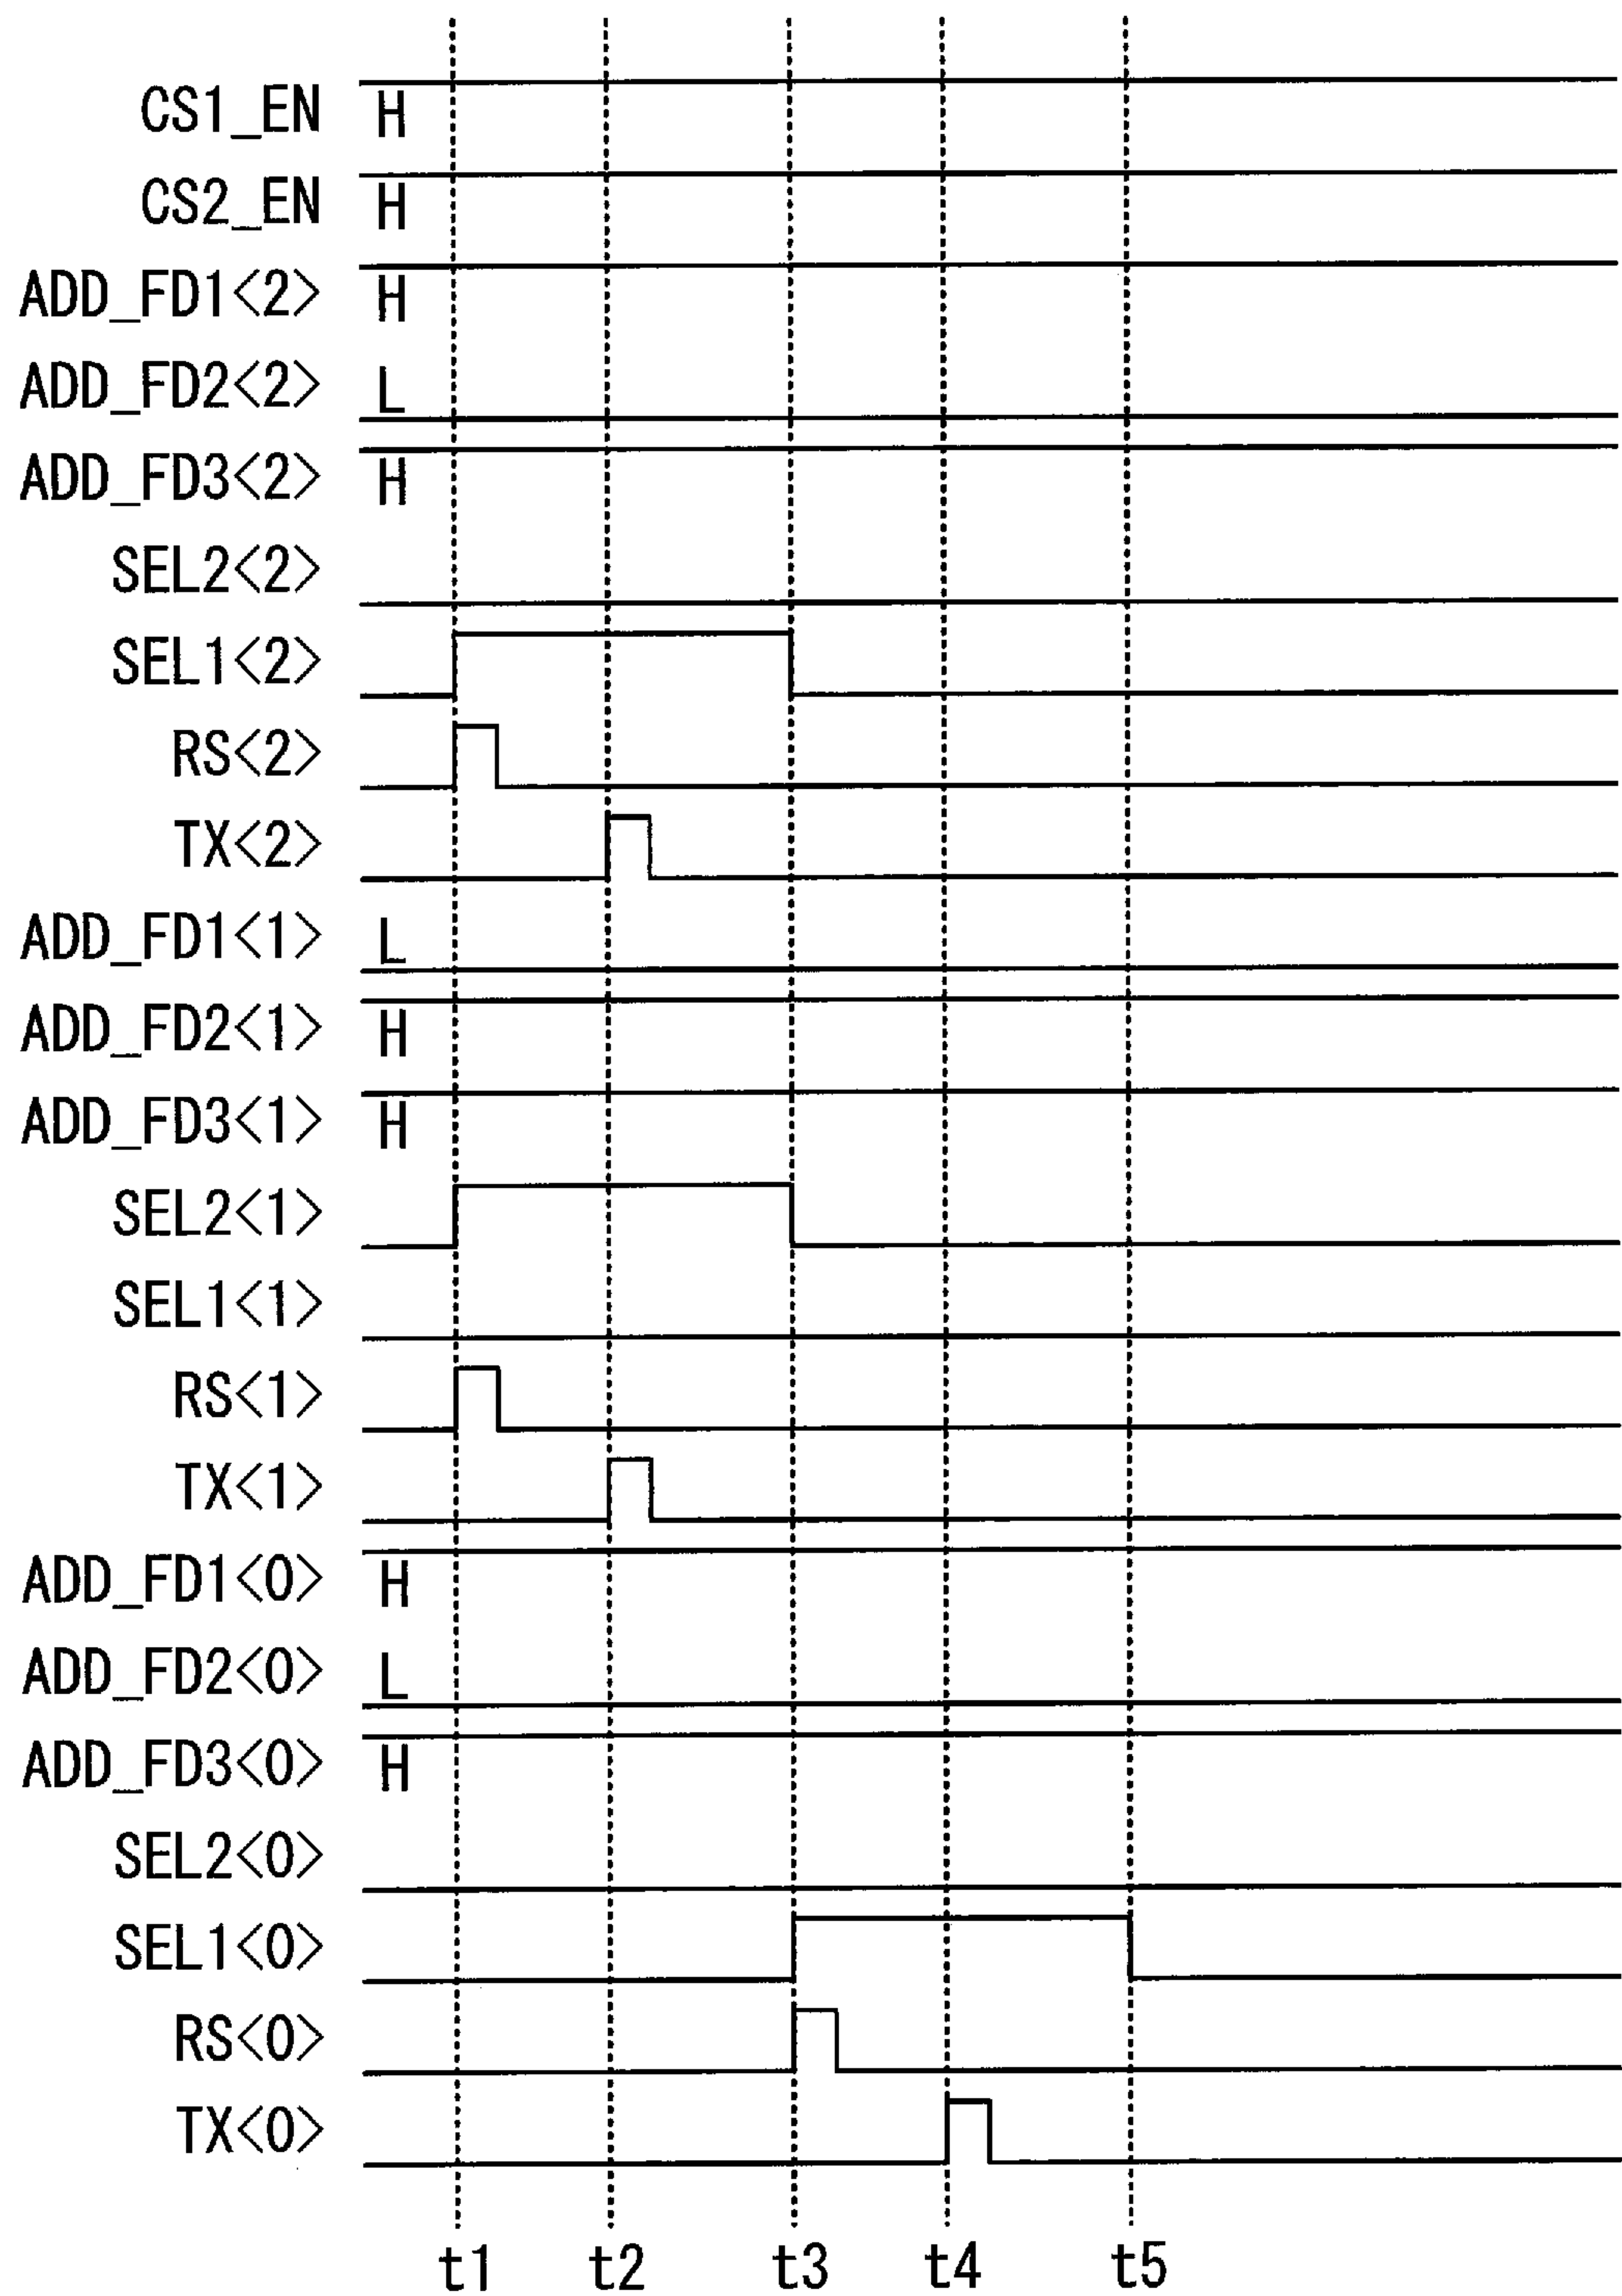 CS1_EN H
CS2_EN H
ADD_FD1<2> H
ADD_FD2<2> L
ADD_FD3<2> H
SEL2<2>
SEL1<2>
RS<2>
TX<2>
ADD_FD1<1> L
ADD_FD2<1> H
ADD_FD3<1> H
SEL2<1>
SEL1<1>
RS<1>
TX<1>
ADD_FD1<0> H
ADD_FD2<0> L
ADD_FD3<0> H
SEL2<0>
SEL1<0>
RS<0>
TX<0>
t1 t2 t3 t4 t5